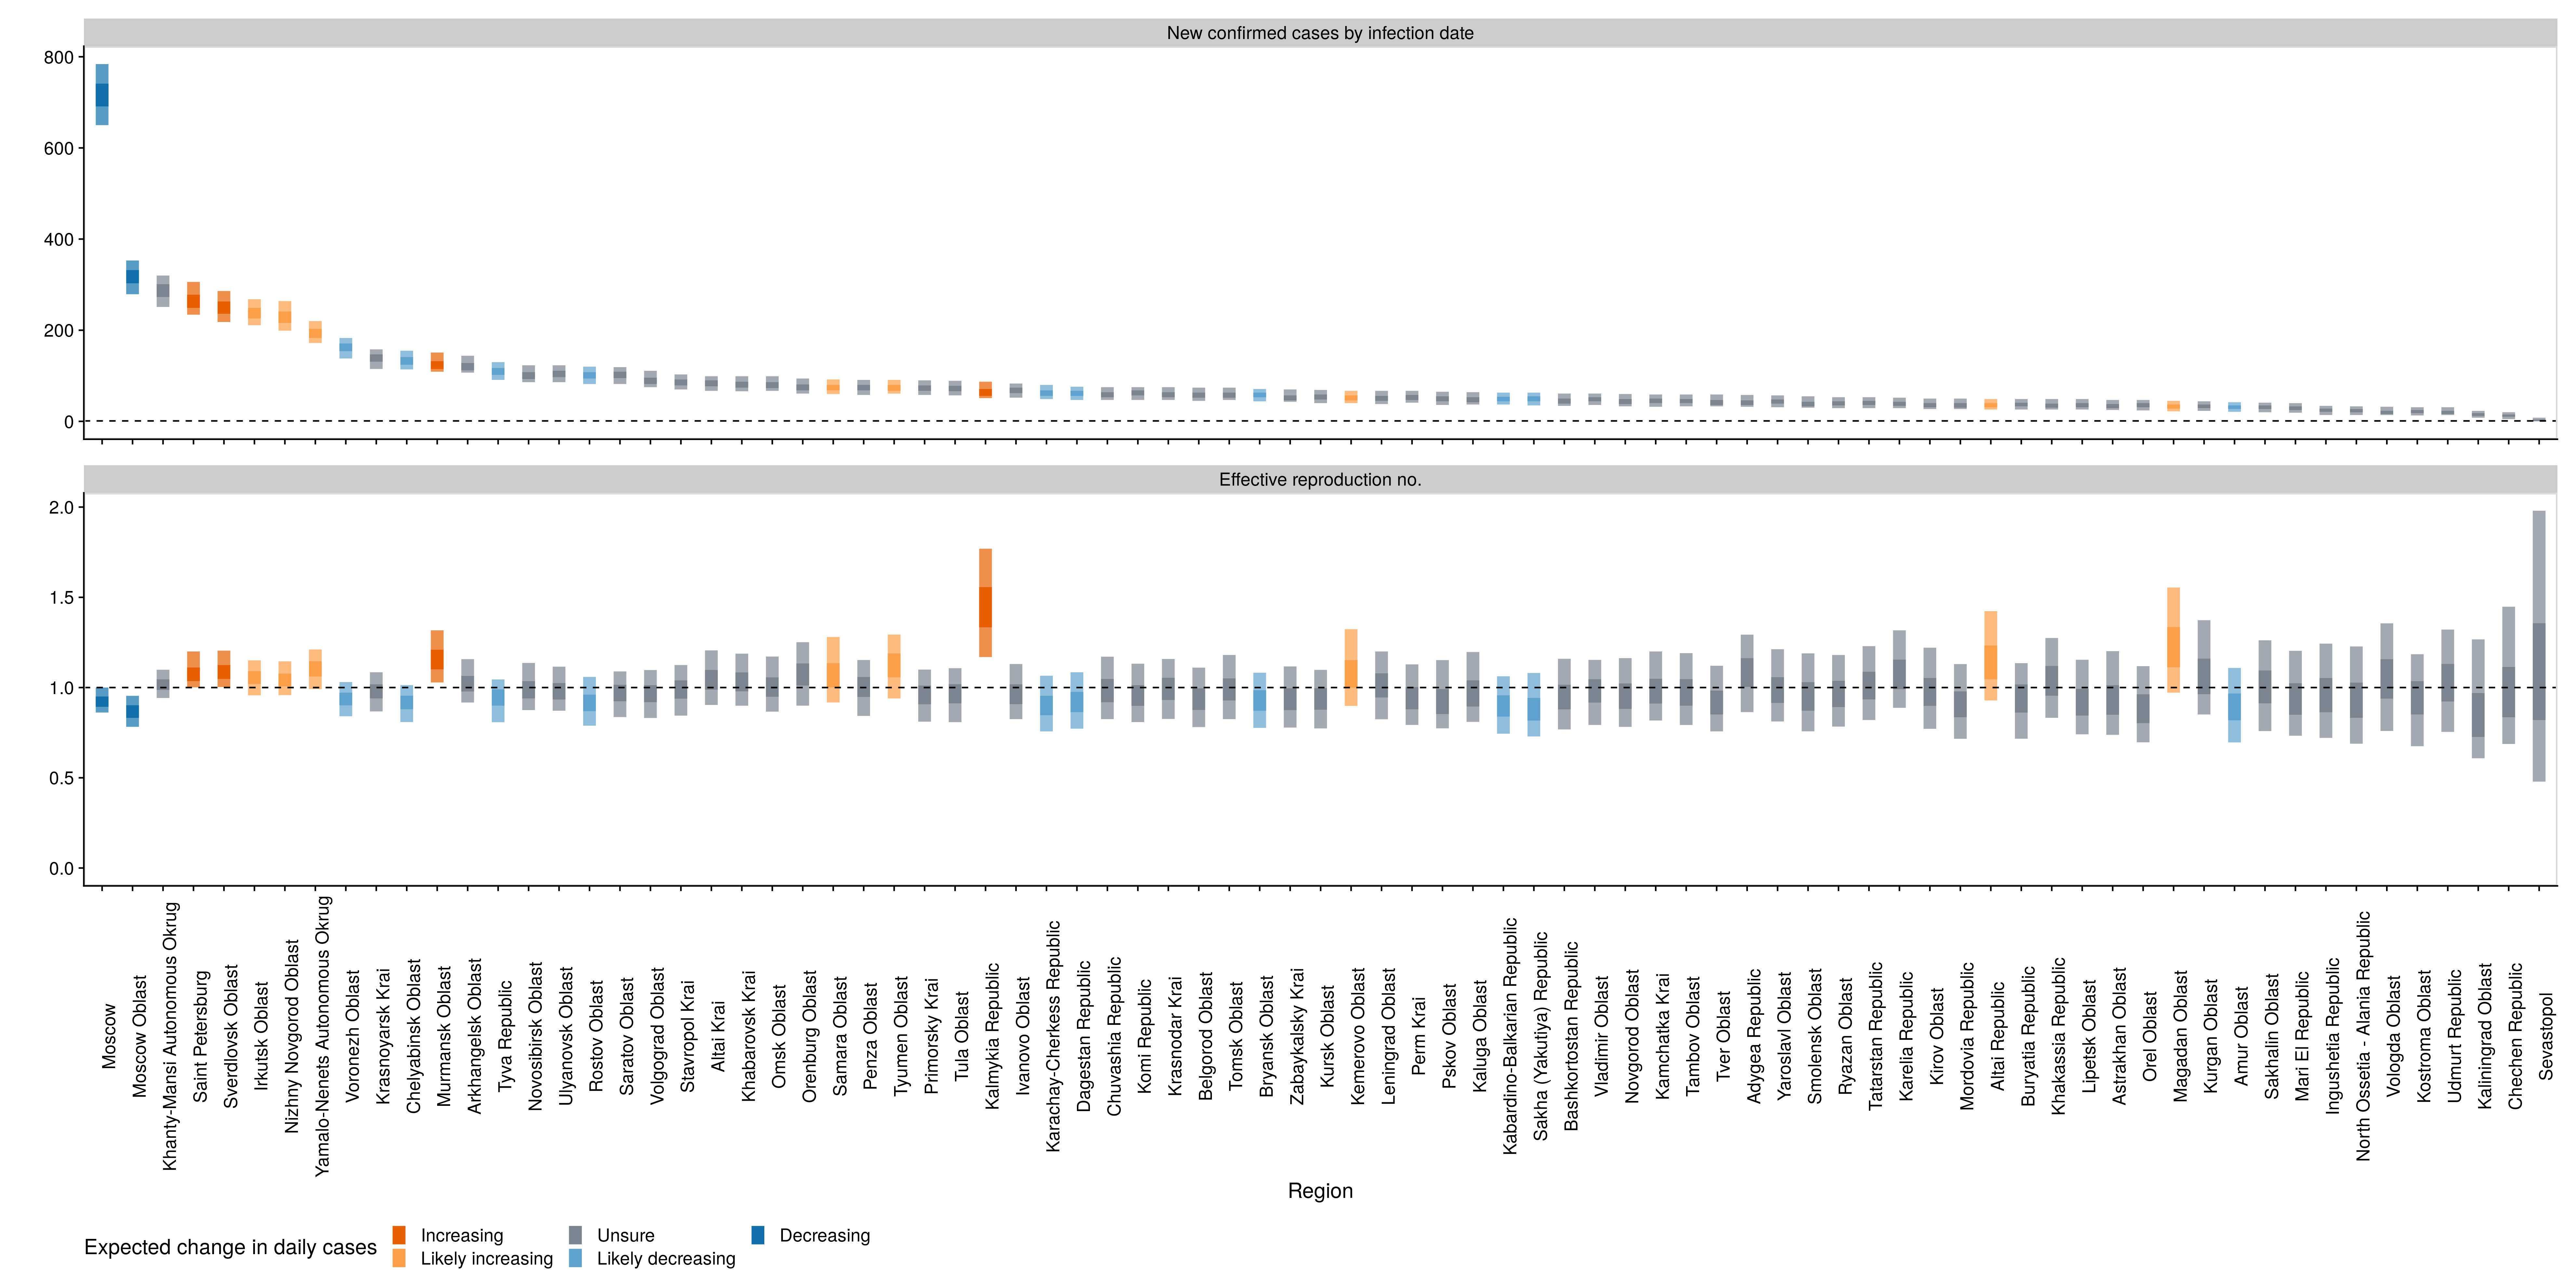 New confirmed cases by infection date
800
600
400
200
0
Effective reproduction no.
2.0
1.5
1.0
0.5
0.0
Moscow
Moscow Oblast
Khanty-Mansi Autonomous Okrug
Saint Petersburg
Sverdlovsk Oblast
Irkutsk Oblast
Nizhny Novgorod Oblast
Yamalo-Nenets Autonomous Okrug
Voronezh Oblast
Krasnoyarsk Krai
Chelyabinsk Oblast
Murmansk Oblast
Arkhangelsk Oblast
Tyva Republic
Novosibirsk Oblast
Ulyanovsk Oblast
Rostov Oblast
Saratov Oblast
Volgograd Oblast
Stavropol Krai
Altai Krai
Khabarovsk Krai
Omsk Oblast
Orenburg Oblast
Samara Oblast
Penza Oblast
Tyumen Oblast
Primorsky Krai
Tula Oblast
Kalmykia Republic
Ivanovo Oblast
Karachay-Cherkess Republic
Dagestan Republic
Chuvashia Republic
Komi Republic
Krasnodar Krai
Belgorod Oblast
Tomsk Oblast
Bryansk Oblast
Zabaykalsky Krai
Kursk Oblast
Kemerovo Oblast
Leningrad Oblast
Perm Krai
Pskov Oblast
Kaluga Oblast
Kabardino-Balkarian Republic
Sakha (Yakutiya) Republic
Bashkortostan Republic
Vladimir Oblast
Novgorod Oblast
Kamchatka Krai
Tambov Oblast
Tver Oblast
Adygea Republic
Yaroslavl Oblast
Smolensk Oblast
Ryazan Oblast
Tatarstan Republic
Karelia Republic
Kirov Oblast
Mordovia Republic
Altai Republic
Buryatia Republic
Khakassia Republic
Lipetsk Oblast
Astrakhan Oblast
Orel Oblast
Magadan Oblast
Kurgan Oblast
Amur Oblast
Sakhalin Oblast
Mari El Republic
Ingushetia Republic
North Ossetia - Alania Republic
Vologda Oblast
Kostroma Oblast
Udmurt Republic
Kaliningrad Oblast
Chechen Republic
Sevastopol
Region
Expected change in daily cases
Increasing
Likely increasing
Unsure
Likely decreasing
Decreasing